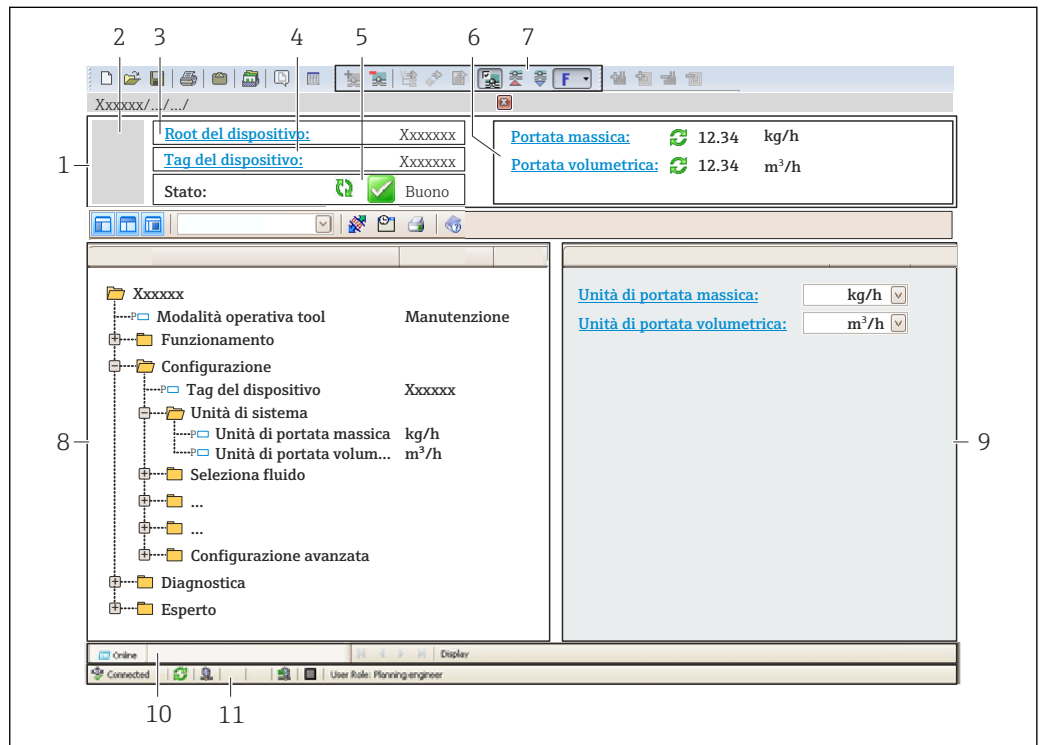 2 3 4 5 6 7
F
Xxxxxx/.../.../
1
Root del dispositivo: Xxxxxxx
Tag del dispositivo: Xxxxxxx
Stato: Buono
Portata massica: 12.34 kg/h
Portata volumetrica: 12.34 m³/h
Xxxxxx
P Modalità operativa tool Manutenzione
Funzionamento
Configurazione
P Tag del dispositivo Xxxxxx
Unità di sistema
P Unità di portata massica kg/h
P Unità di portata volum... m³/h
Seleziona fluido
...
...
Configurazione avanzata
Diagnostica
Esperto
8
Unità di portata massica: kg/h
Unità di portata volumetrica: m³/h
9
Online Display
Connected User Role: Planning engineer
10 11